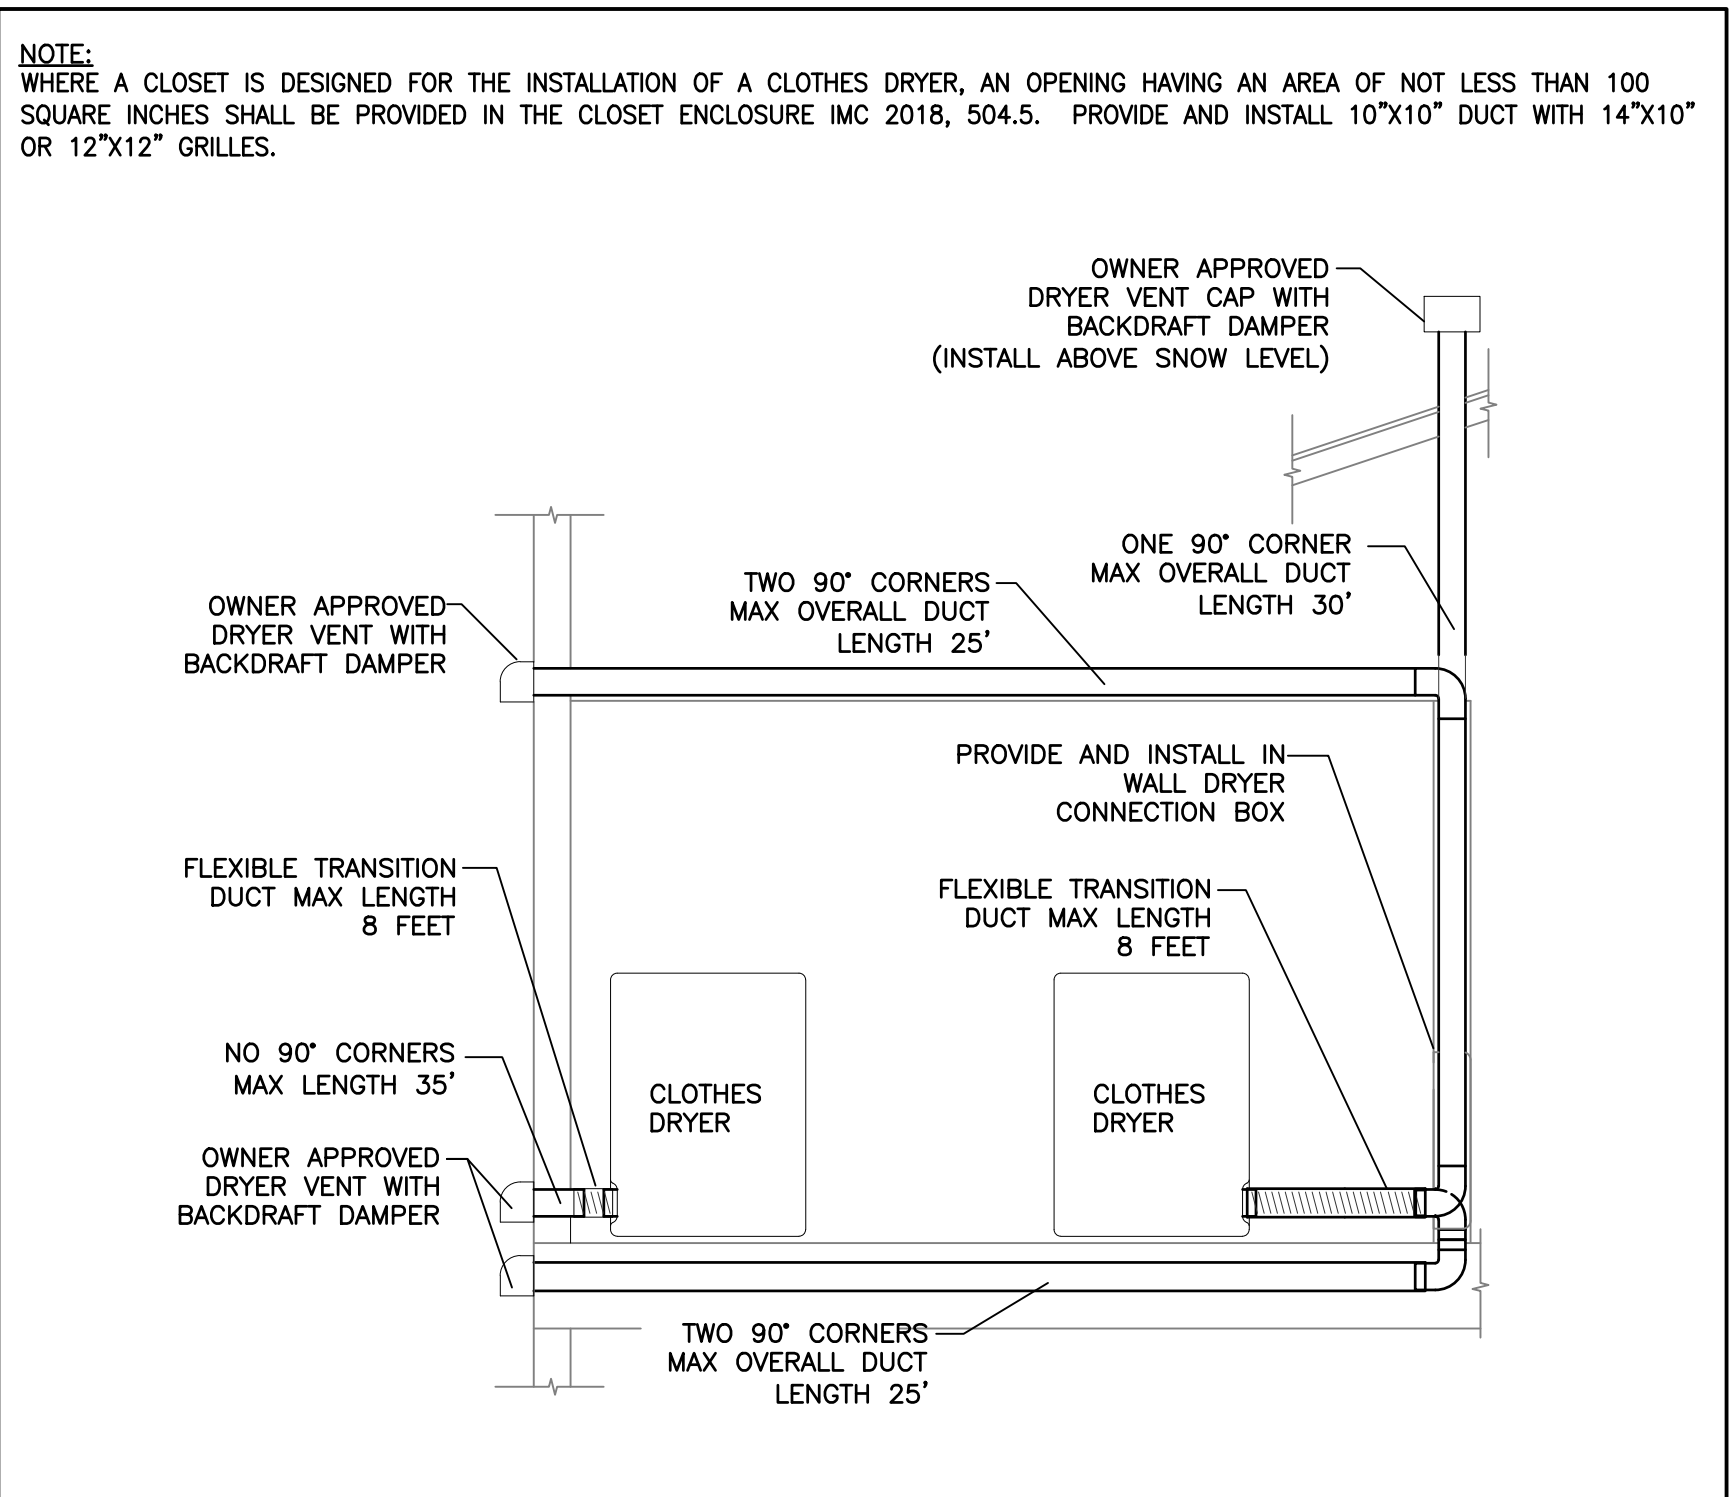 NOTE:
WHERE A CLOSET IS DESIGNED FOR THE INSTALLATION OF A CLOTHES DRYER, AN OPENING HAVING AN AREA OF NOT LESS THAN 100
SQUARE INCHES SHALL BE PROVIDED IN THE CLOSET ENCLOSURE IMC 2018, 504.5. PROVIDE AND INSTALL 10"X10" DUCT WITH 14"X10"
OR 12"X12" GRILLES.
OWNER APPROVED
DRYER VENT CAP WITH
BACKDRAFT DAMPER
(INSTALL ABOVE SNOW LEVEL)
ONE 90° CORNER
MAX OVERALL DUCT
LENGTH 30'
TWO 90° CORNERS
MAX OVERALL DUCT
LENGTH 25'
OWNER APPROVED
DRYER VENT WITH
BACKDRAFT DAMPER
PROVIDE AND INSTALL IN
WALL DRYER
CONNECTION BOX
FLEXIBLE TRANSITION
DUCT MAX LENGTH
8 FEET
FLEXIBLE TRANSITION
DUCT MAX LENGTH
8 FEET
NO 90° CORNERS
MAX LENGTH 35'
CLOTHES
DRYER
CLOTHES
DRYER
OWNER APPROVED
DRYER VENT WITH
BACKDRAFT DAMPER
TWO 90° CORNERS
MAX OVERALL DUCT
LENGTH 25'